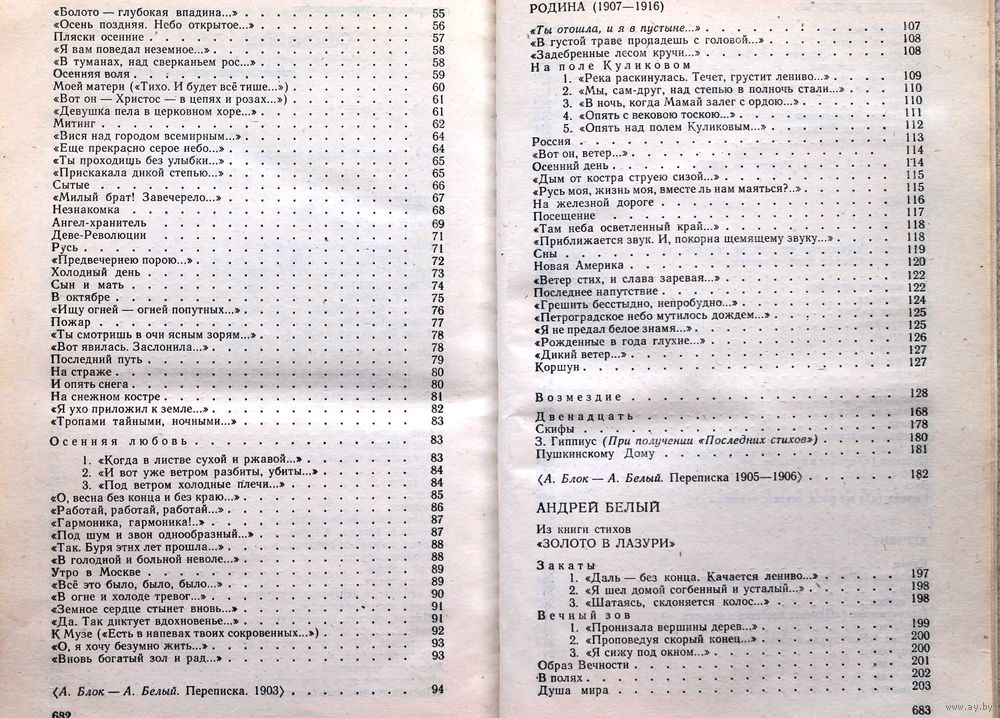 «Болото — глубокая впадина...» 55
«Осень поздняя. Небо открытое...» 56
Пляски осенние 57
«Я вам поведал неземное...» 58
«В туманах, над сверканьем рос...» 58
Осенняя воля 59
Моей матери («Тихо. И будет всё тише...») 60
«Вот он — Христос — в цепях и розах...») 61
«Девушка пела в церковном хоре...» 61
Митинг 62
«Вися над городом всемирным...» 64
«Еще прекрасно серое небо...» 64
«Ты проходишь без улыбки...» 65
«Прискакала дикой степью...» 65
Сытые 66
«Милый брат! Завечерело...» 67
Незнакомка 68
Ангел-хранитель 69
Деве-Революции 71
Русь 71
«Предвечернею порою...» 72
Холодный день 73
Сын и мать 74
В октябре 75
«Ищу огней — огней попутных...» 76
Пожар 77
«Ты смотришь в очи ясным зорям...» 78
«Вот явилась. Заслонила...» 78
Последний путь 79
На страже 80
И опять снега 80
На снежном костре 81
«Я ухо приложил к земле...» 82
«Тропами тайными, ночными...» 83
Осенняя любовь 83
1. «Когда в листве сухой и ржавой...» 83
2. «И вот уже ветром разбиты, убиты...» 84
3. «Под ветром холодные плечи...» 84
«О, весна без конца и без краю...» 85
«Работай, работай, работай...» 86
«Гармоника, гармоника!..» 87
«Под шум и звон однообразный...» 87
«Так. Буря этих лет прошла...» 88
«В голодной и больной неволе...» 88
Утро в Москве 89
«Всё это было, было, было...» 89
«В огне и холоде тревог...» 90
«Земное сердце стынет вновь...» 91
«Да. Так диктует вдохновенье...» 91
К Музе («Есть в напевах твоих сокровенных...») 92
«О, я хочу безумно жить...» 93
«Вновь богатый зол и рад...» 93
⟨А. Блок — А. Белый. Переписка. 1903⟩ 94
682
РОДИНА (1907—1916)
«Ты отошла, и я в пустыне...» 107
«В густой траве пропадешь с головой...» 108
«Задебренные лесом кручи...» 108
На поле Куликовом
1. «Река раскинулась. Течет, грустит лениво...» 109
2. «Мы, сам-друг, над степью в полночь стали...» 110
3. «В ночь, когда Мамай залег с ордою...» 110
4. «Опять с вековою тоскою...» 111
5. «Опять над полем Куликовым...» 112
Россия 113
«Вот он, ветер...» 114
Осенний день 114
«Дым от костра струею сизой...» 115
«Русь моя, жизнь моя, вместе ль нам маяться?..» 115
На железной дороге 116
Посещение 117
«Там неба осветленный край...» 118
«Приближается звук. И, покорна щемящему звуку...» 118
Сны 119
Новая Америка 120
«Ветер стих, и слава заревая...» 122
Последнее напутствие 122
«Грешить бесстыдно, непробудно...» 124
«Петроградское небо мутилось дождем...» 125
«Я не предал белое знамя...» 125
«Рожденные в года глухие...» 126
«Дикий ветер...» 127
Коршун 127
Возмездие 128
Двенадцать 168
Скифы 178
З. Гиппиус (При получении «Последних стихов») 180
Пушкинскому Дому 181
⟨А. Блок — А. Белый. Переписка 1905—1906⟩ 182
АНДРЕЙ БЕЛЫЙ
Из книги стихов
«ЗОЛОТО В ЛАЗУРИ»
Закаты
1. «Даль — без конца. Качается лениво...» 197
2. «Я шел домой согбенный и усталый...» 198
3. «Шатаясь, склоняется колос...» 198
Вечный зов
1. «Пронизала вершины дерев...» 199
2. «Проповедуя скорый конец...» 200
3. «Я сижу под окном...» 200
Образ Вечности 201
В полях 202
Душа мира 203
683
www.ay.by